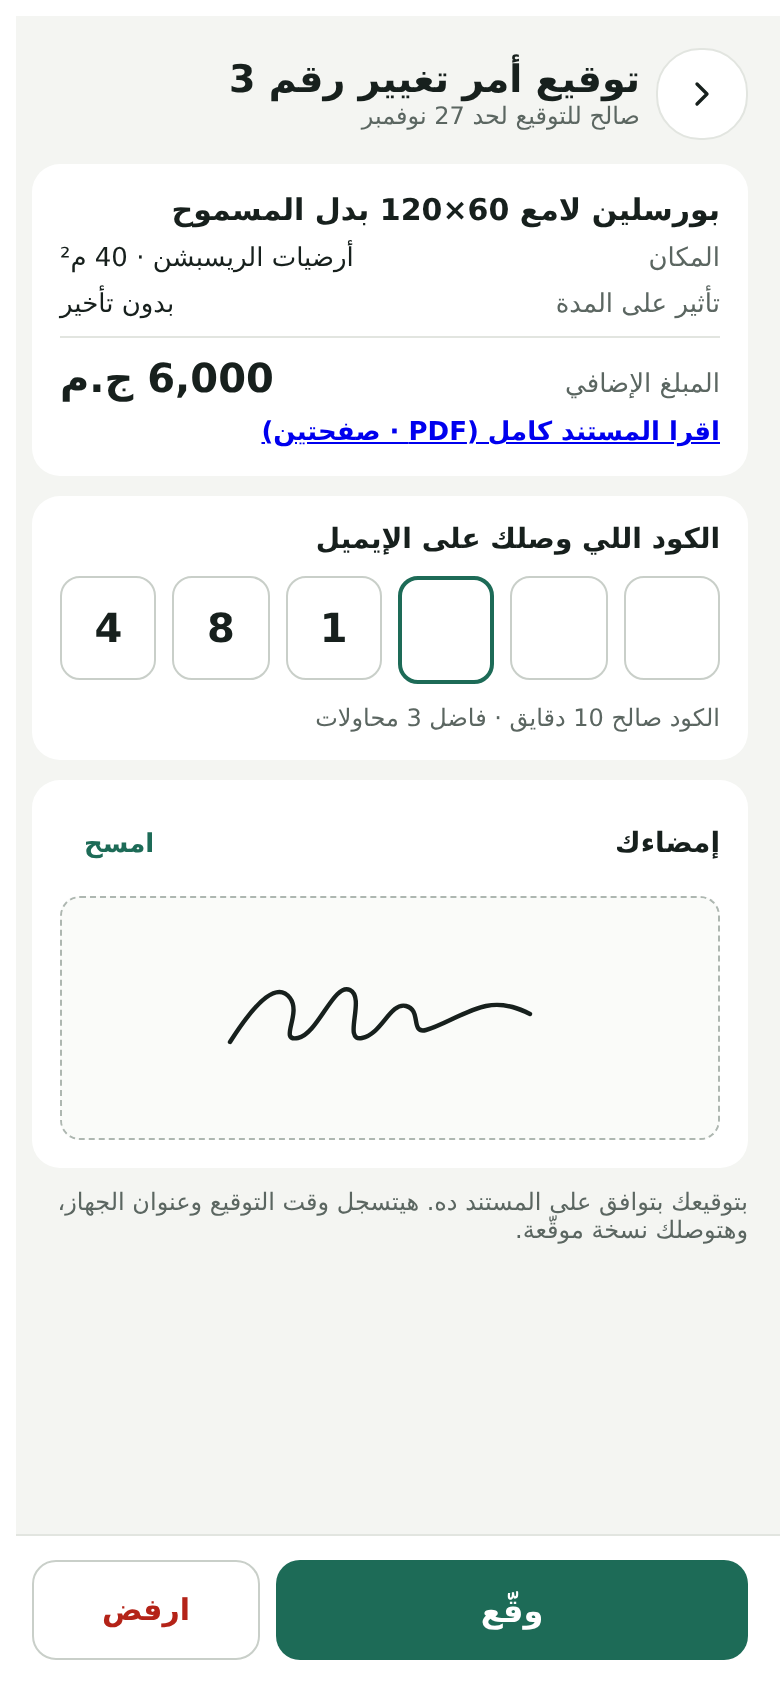 توقيع أمر تغيير رقم 3
صالح للتوقيع لحد 27 نوفمبر
بورسلين لامع 60×120 بدل المسموح
المكان أرضيات الريسبشن · 40 م²
تأثير على المدة بدون تأخير
المبلغ الإضافي 6,000 ج.م
اقرا المستند كامل (PDF · صفحتين)
الكود اللي وصلك على الإيميل
4 8 1
الكود صالح 10 دقايق · فاضل 3 محاولات
إمضاءك امسح
بتوقيعك بتوافق على المستند ده. هيتسجل وقت التوقيع وعنوان الجهاز،
وهتوصلك نسخة موقّعة.
وقّع ارفض